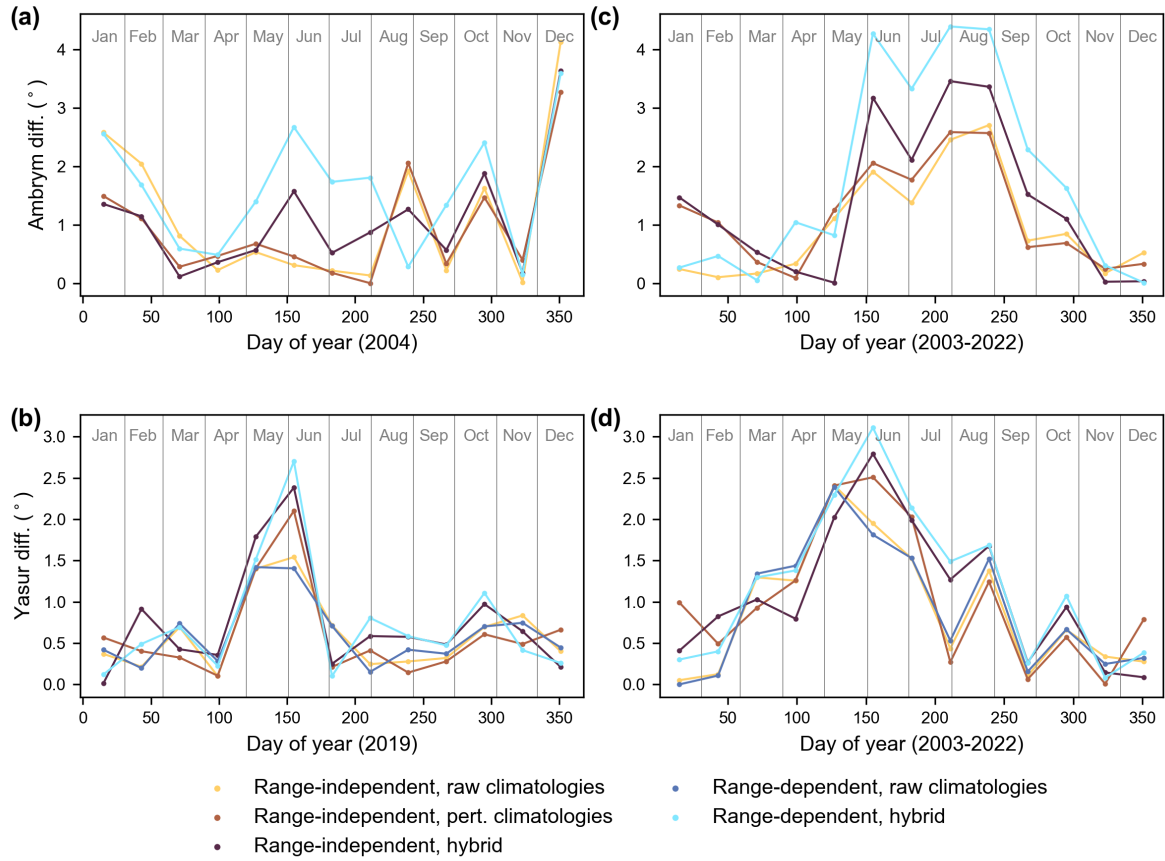 (a)
Jan Feb Mar Apr May Jun Jul Aug Sep Oct Nov Dec
4
3
2
1
0
Ambrym diff. (°)
0 50 100 150 200 250 300 350
Day of year (2004)
(c)
Jan Feb Mar Apr May Jun Jul Aug Sep Oct Nov Dec
4
3
2
1
0
50 100 150 200 250 300 350
Day of year (2003-2022)
(b)
Jan Feb Mar Apr May Jun Jul Aug Sep Oct Nov Dec
3.0
2.5
2.0
1.5
1.0
0.5
0.0
Yasur diff. (°)
0 50 100 150 200 250 300 350
Day of year (2019)
(d)
Jan Feb Mar Apr May Jun Jul Aug Sep Oct Nov Dec
3.0
2.5
2.0
1.5
1.0
0.5
0.0
50 100 150 200 250 300 350
Day of year (2003-2022)
Range-independent, raw climatologies
Range-independent, pert. climatologies
Range-independent, hybrid
Range-dependent, raw climatologies
Range-dependent, hybrid